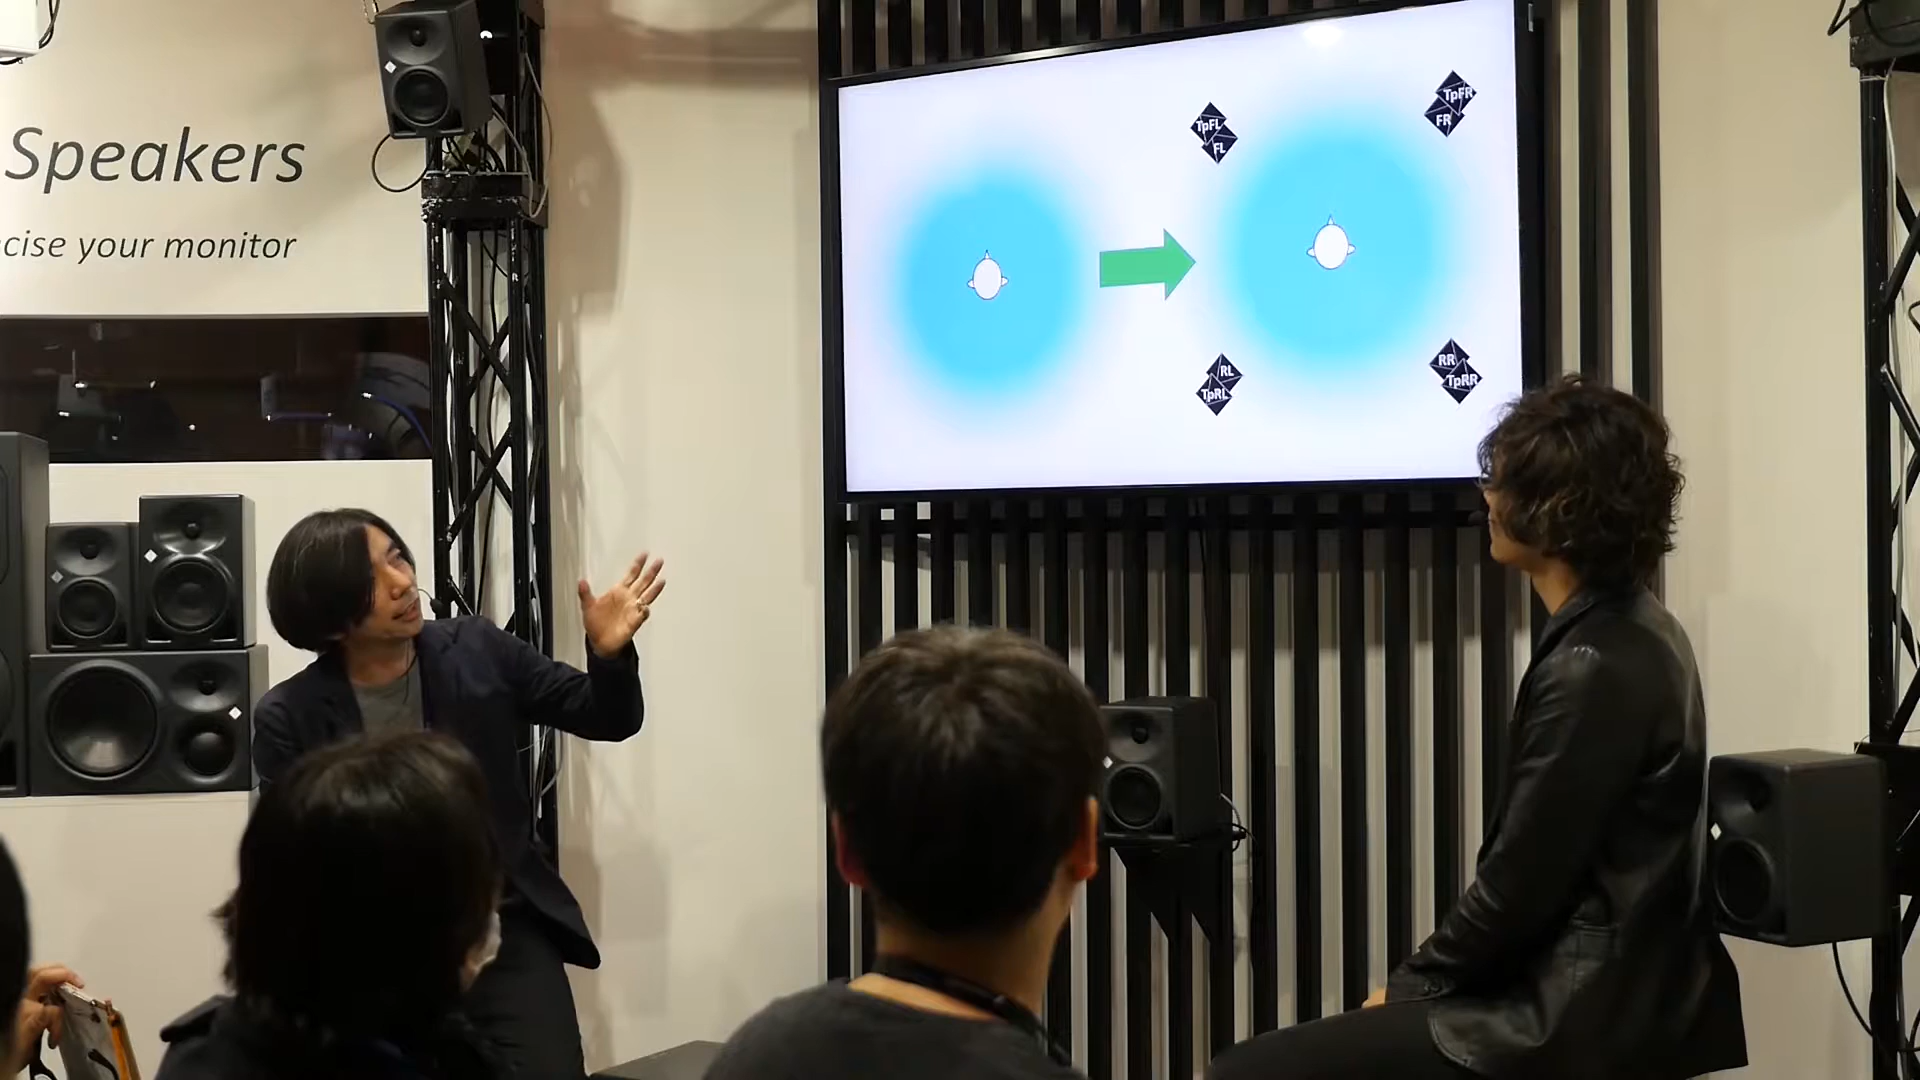 Speakers
cise your monitor
TpFL
FL
TpFR
FR
RL
TpRL
RR
TpRR